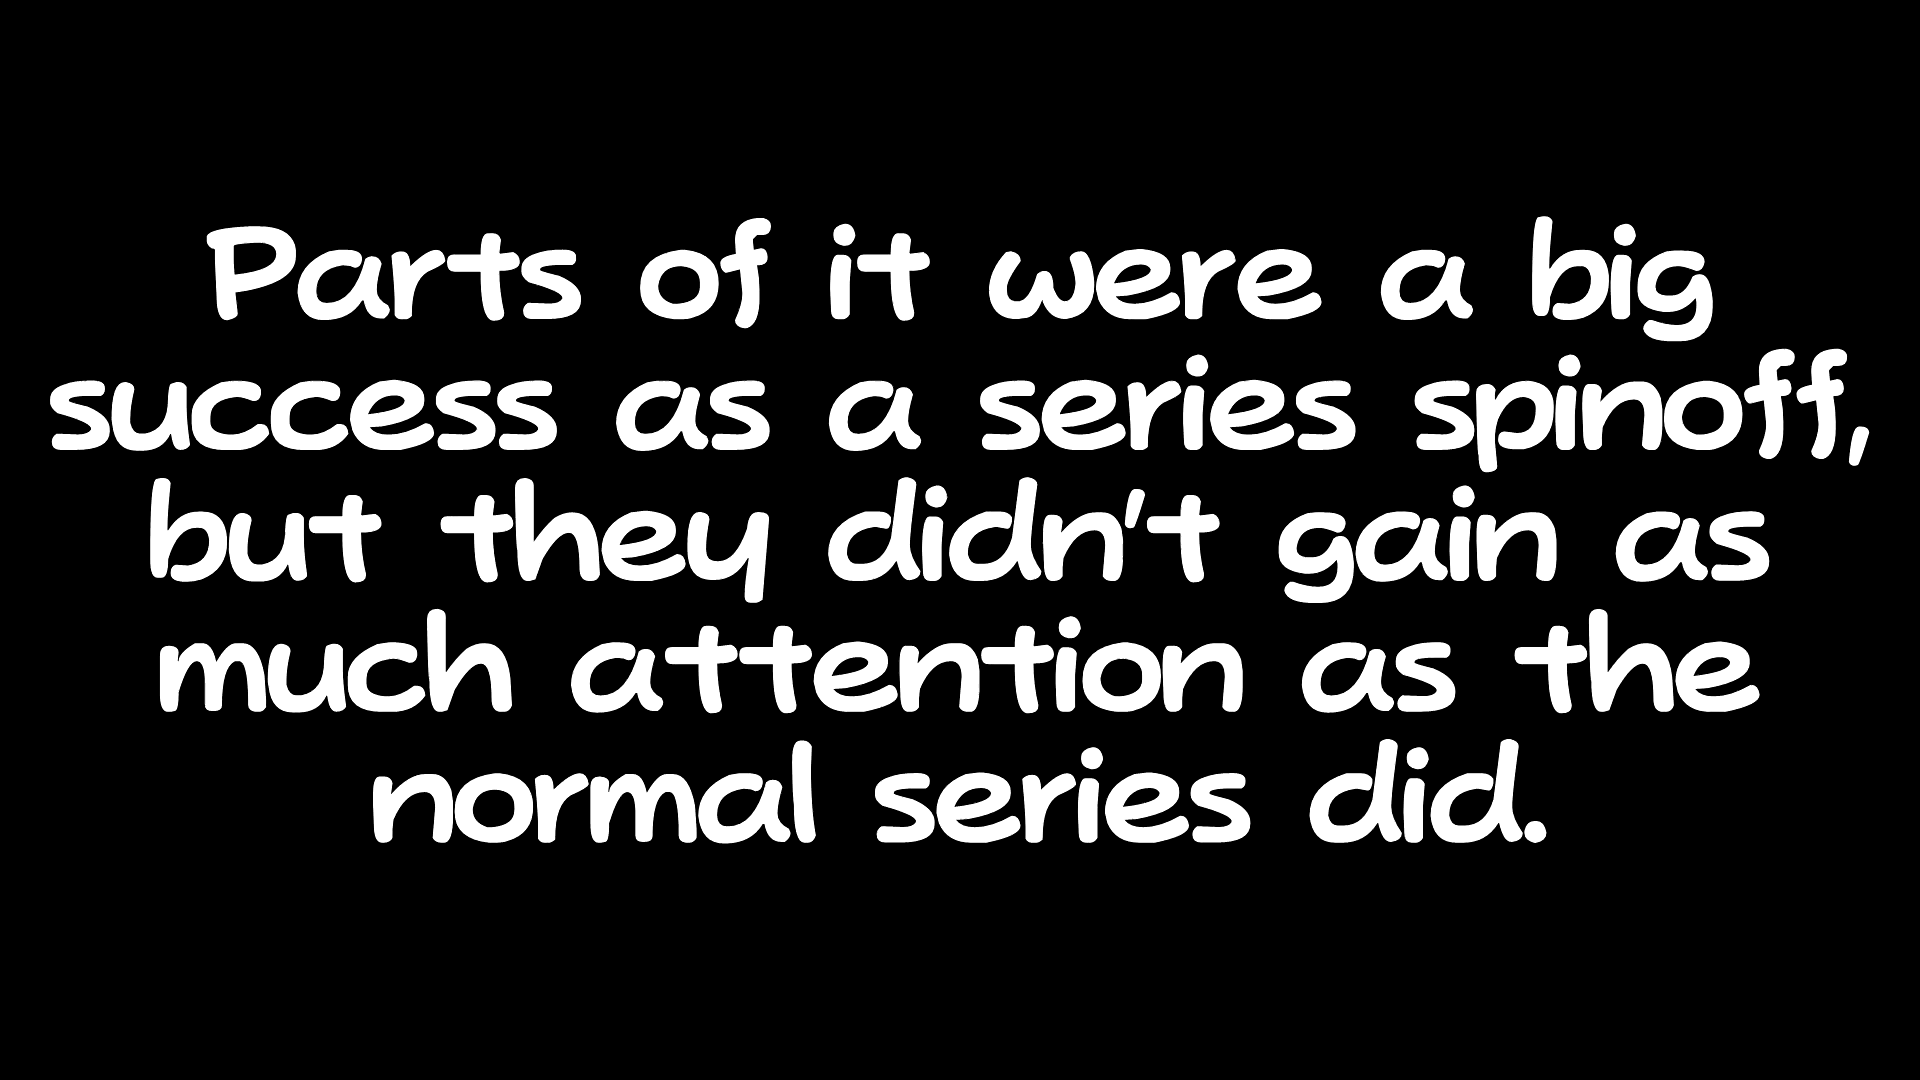 Parts of it were a big
success as a series spinoff,
but they didn't gain as
much attention as the
normal series did.